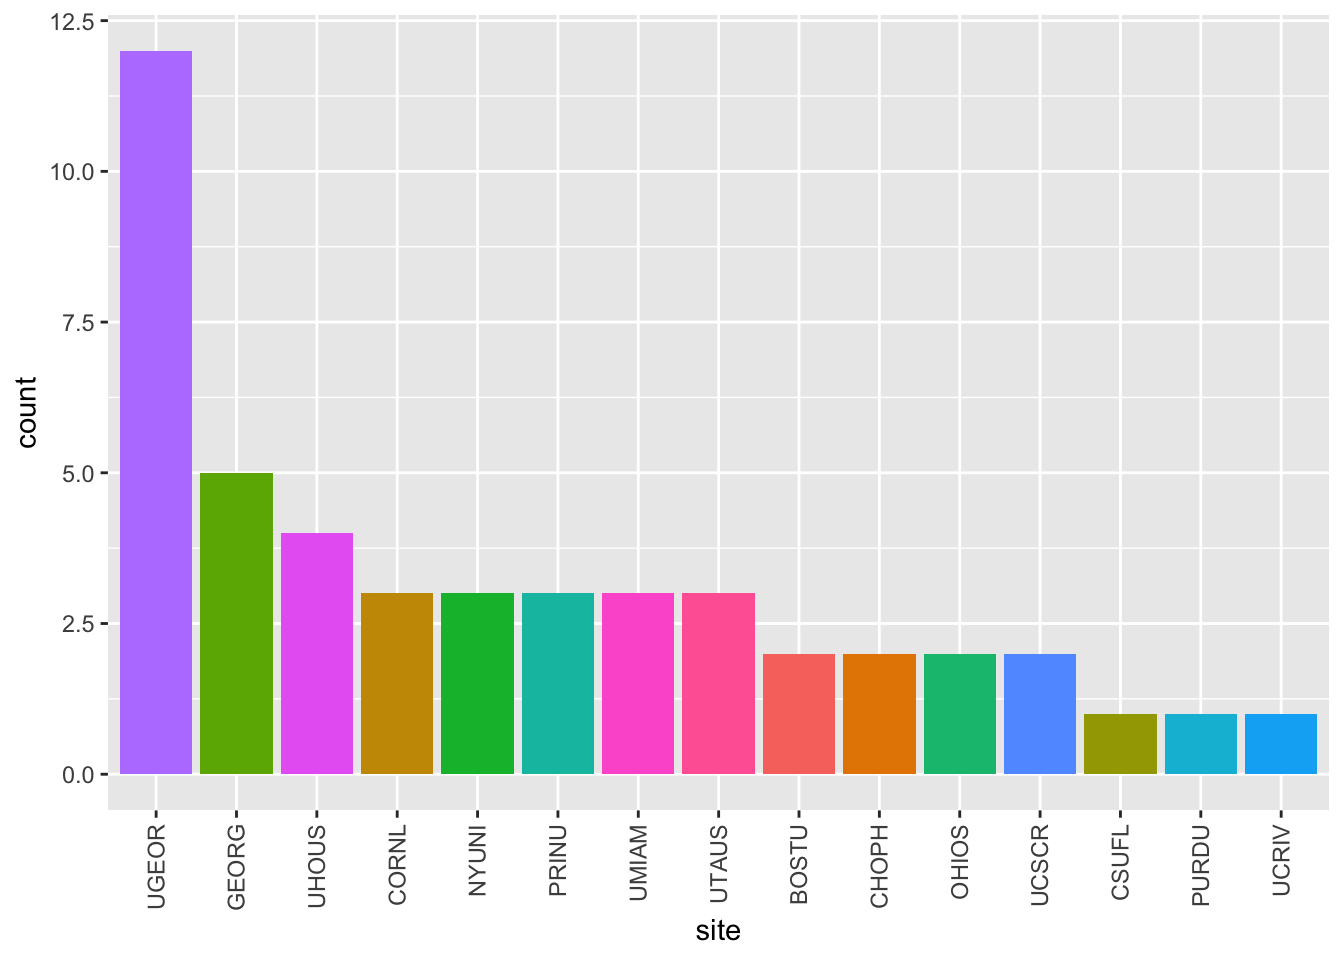 12.5
10.0
7.5
5.0
2.5
0.0
count
UGEOR
GEORG
UHOUS
CORNL
NYUNI
PRINU
UMIAM
UTAUS
BOSTU
CHOPH
OHIOS
UCSCR
CSUFL
PURDU
UCRIV
site